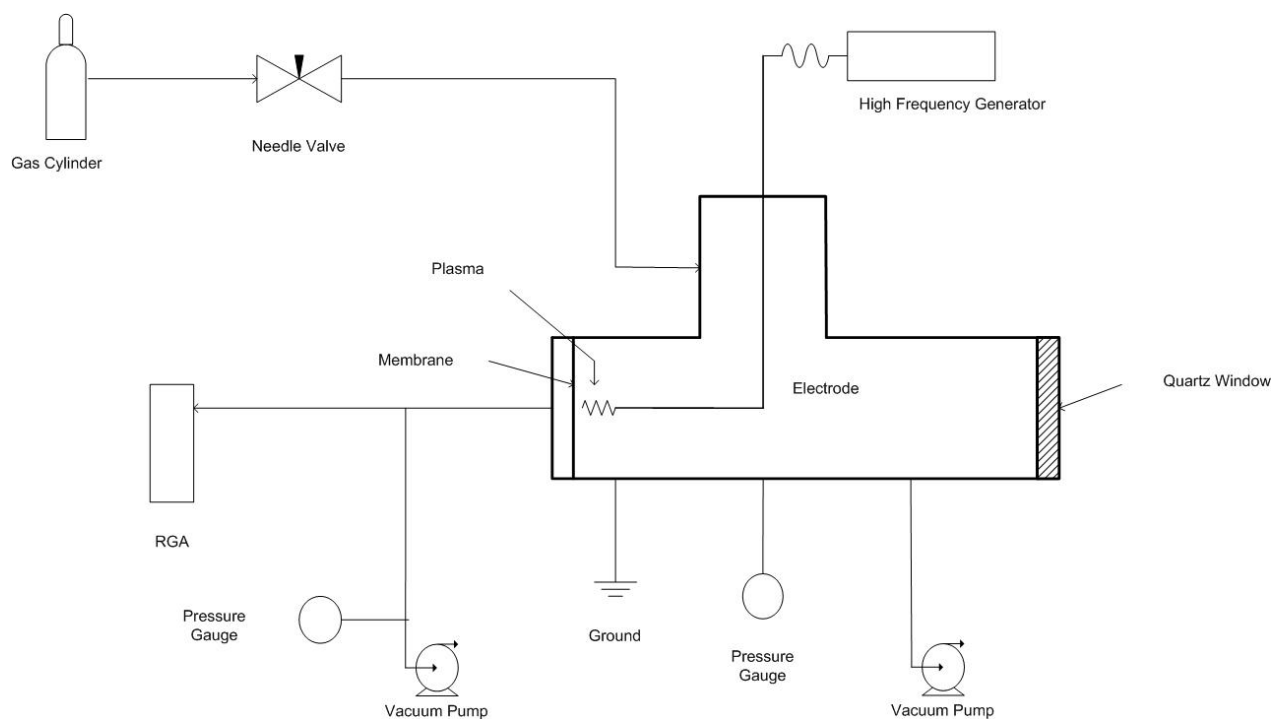 Gas Cylinder
Needle Valve
High Frequency Generator
Plasma
Membrane
Electrode
Quartz Window
RGA
Pressure
Gauge
Ground
Pressure
Gauge
Vacuum Pump
Vacuum Pump